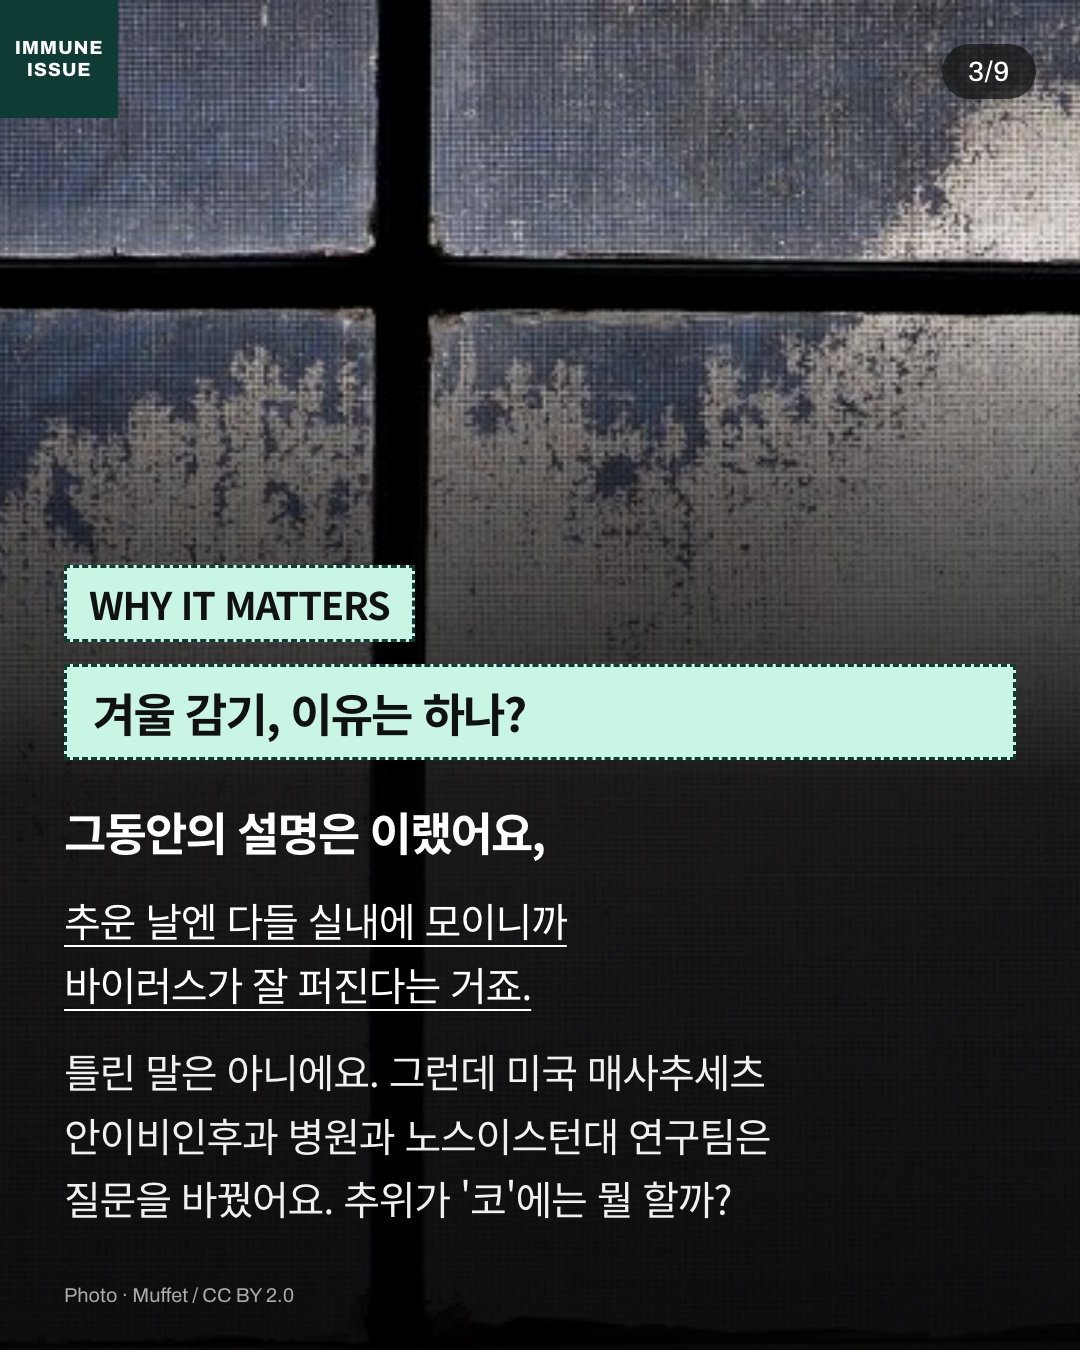 IMMUNE
ISSUE
3/9
WHY IT MATTERS
겨울 감기, 이유는 하나?
그동안의 설명은 이랬어요,
추운 날엔 다들 실내에 모이니까
바이러스가 잘 퍼진다는 거죠.
틀린 말은 아니에요. 그런데 미국 매사추세츠
안이비인후과 병원과 노스이스턴대 연구팀은
질문을 바꿨어요. 추위가 '코'에는 뭘 할까?
Photo · Muffet / CC BY 2.0